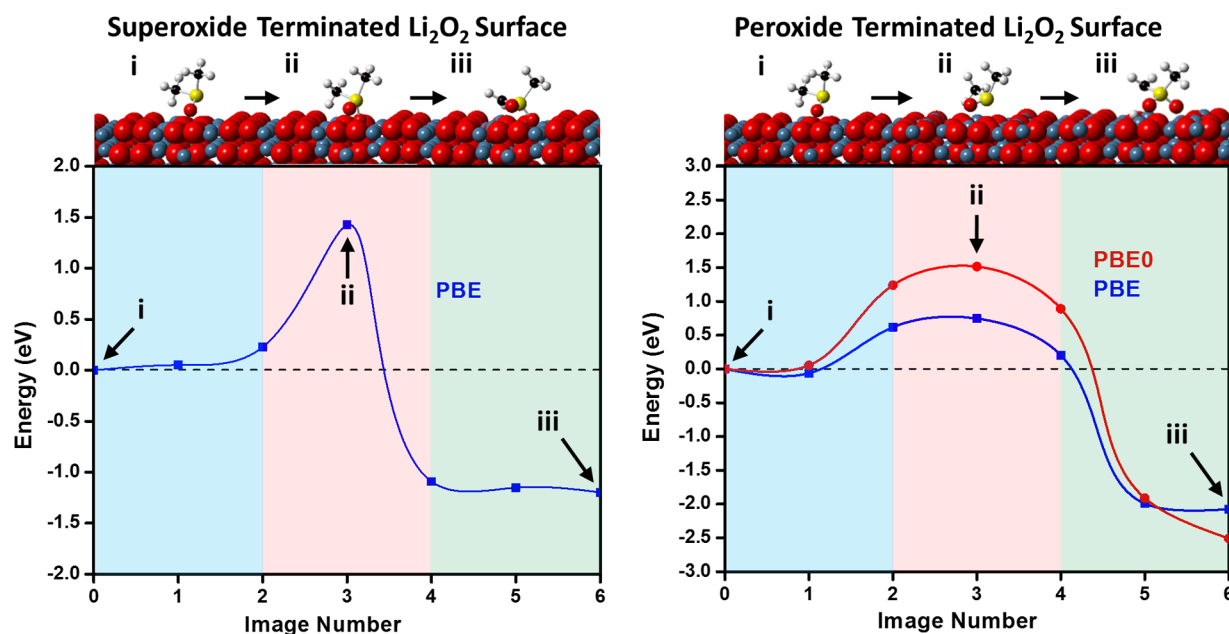 Superoxide Terminated Li₂O₂ Surface
i ii iii
2.0
1.5
1.0
0.5
0.0
-0.5
-1.0
-1.5
-2.0
Energy (eV)
i
ii
iii
PBE
0 1 2 3 4 5 6
Image Number
Peroxide Terminated Li₂O₂ Surface
i ii iii
3.0
2.5
2.0
1.5
1.0
0.5
0.0
-0.5
-1.0
-1.5
-2.0
-2.5
-3.0
Energy (eV)
i
ii
iii
PBE0
PBE
0 1 2 3 4 5 6
Image Number